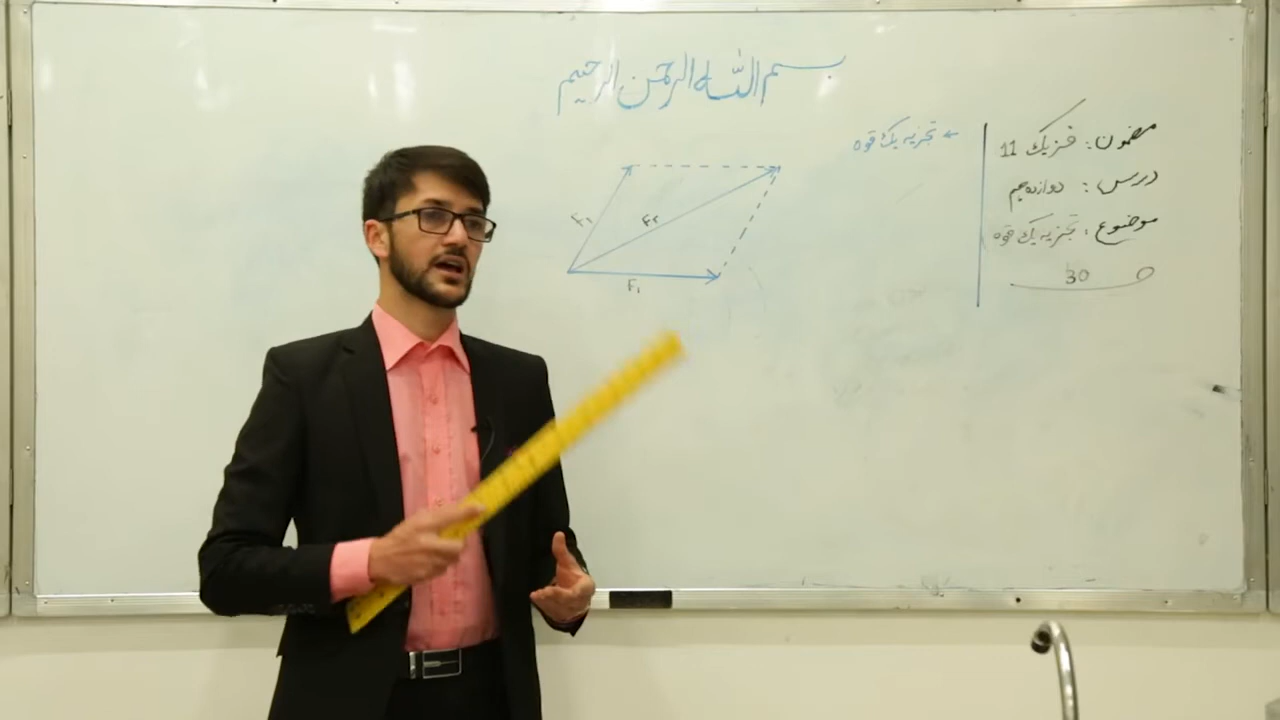 بسم الله الرحمن الرحیم
مضمون: فزیک 11
درس: دوازدهم
موضوع: تجزیه یک قوه
30
← تجزیه یک قوه
F₂
F₃
F₁